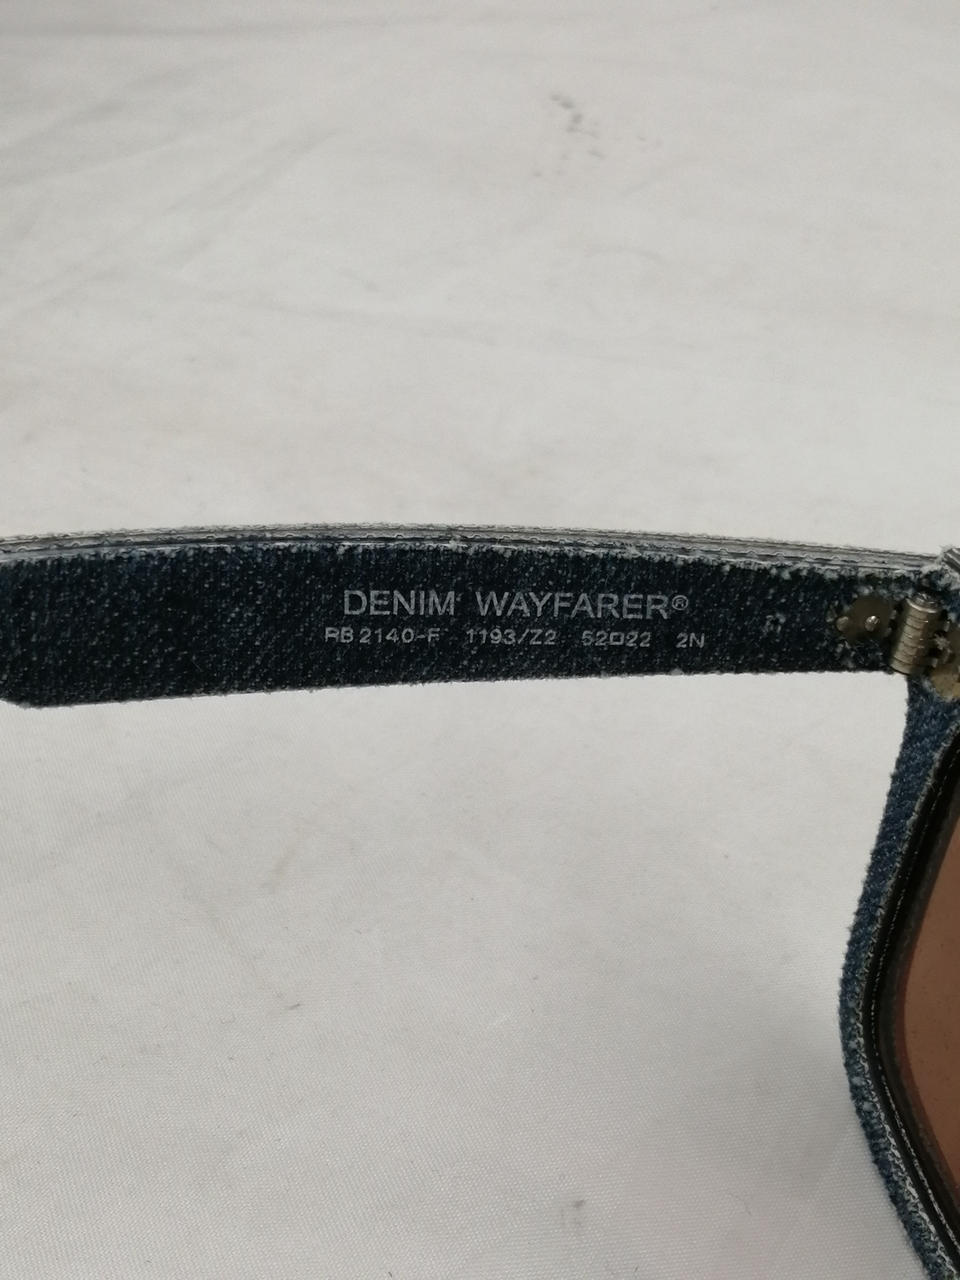 DENIM WAYFARER®
RB 2140-F 1193/Z2 52□22 2N